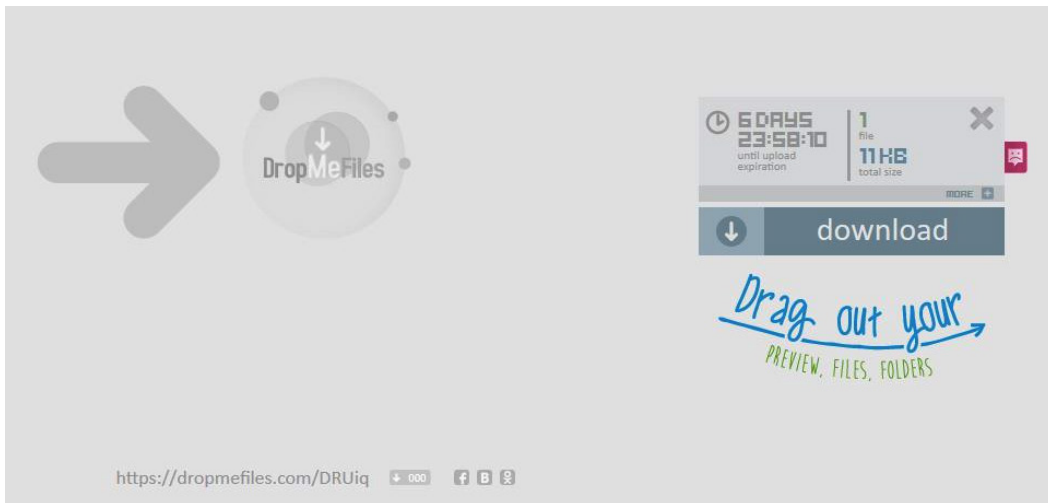 DropMeFiles
6 DAYS
23:58:10
until upload
expiration
1
file
11 KB
total size
MORE
download
Drag out your
PREVIEW, FILES, FOLDERS
https://dropmefiles.com/DRUiq 000